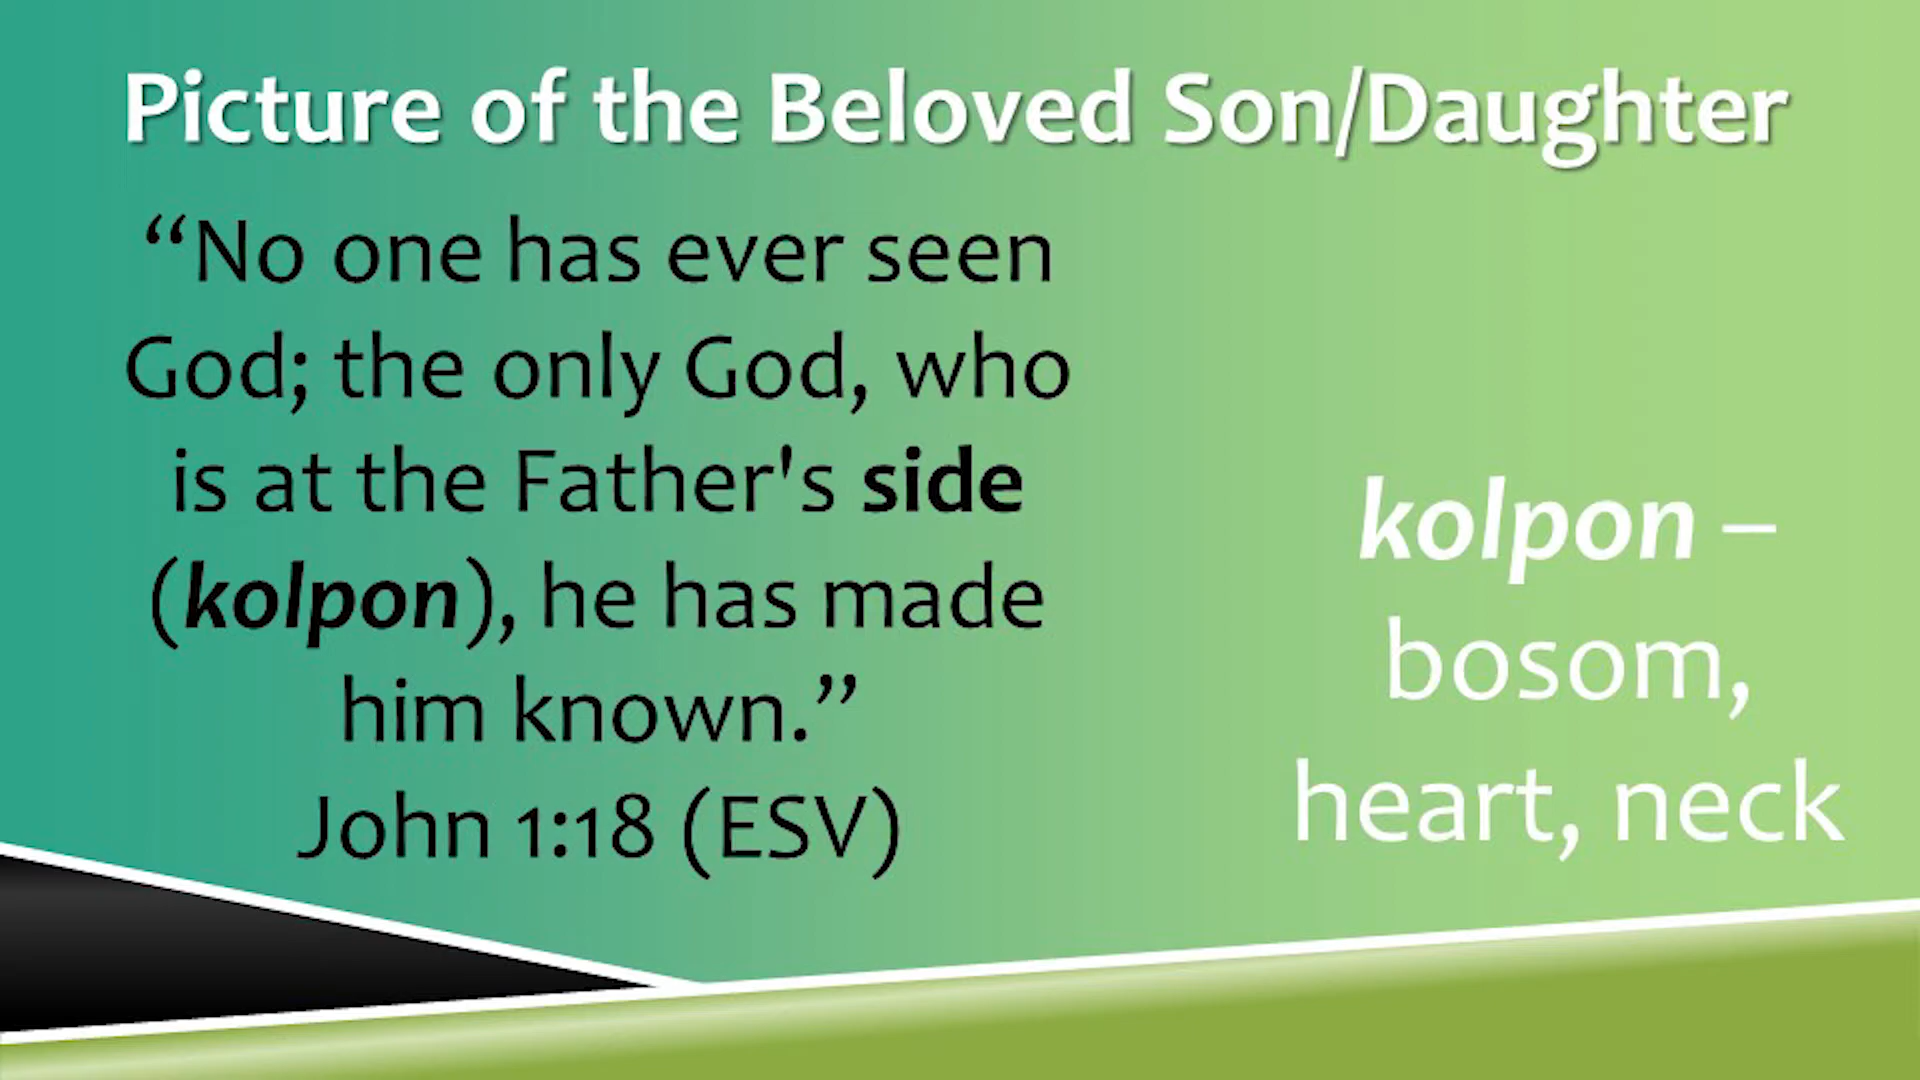 Picture of the Beloved Son/Daughter
“No one has ever seen
God; the only God, who
is at the Father's side
(kolpon), he has made
him known.”
John 1:18 (ESV)
kolpon –
bosom,
heart, neck